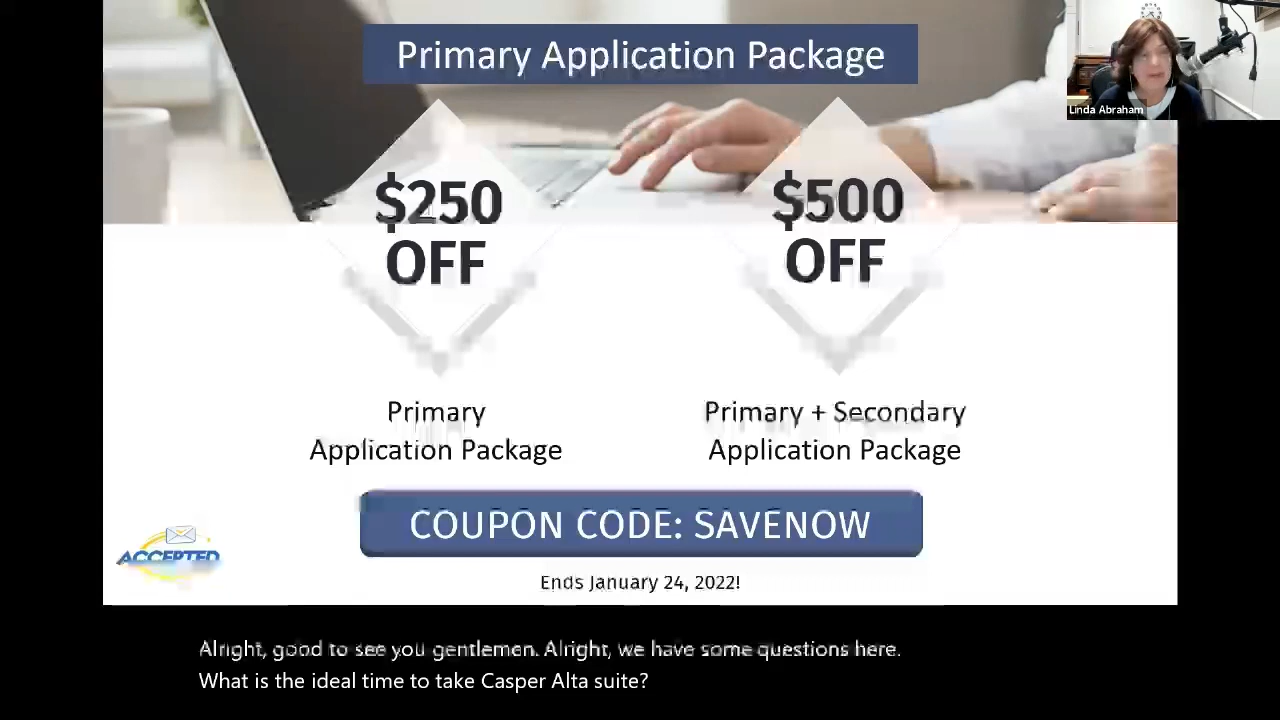 Primary Application Package
Linda Abraham
$250
OFF
$500
OFF
Primary
Application Package
Primary + Secondary
Application Package
COUPON CODE: SAVENOW
ACCEPTED
Ends January 24, 2022!
Alright, good to see you gentlemen. Alright, we have some questions here.
What is the ideal time to take Casper Alta suite?